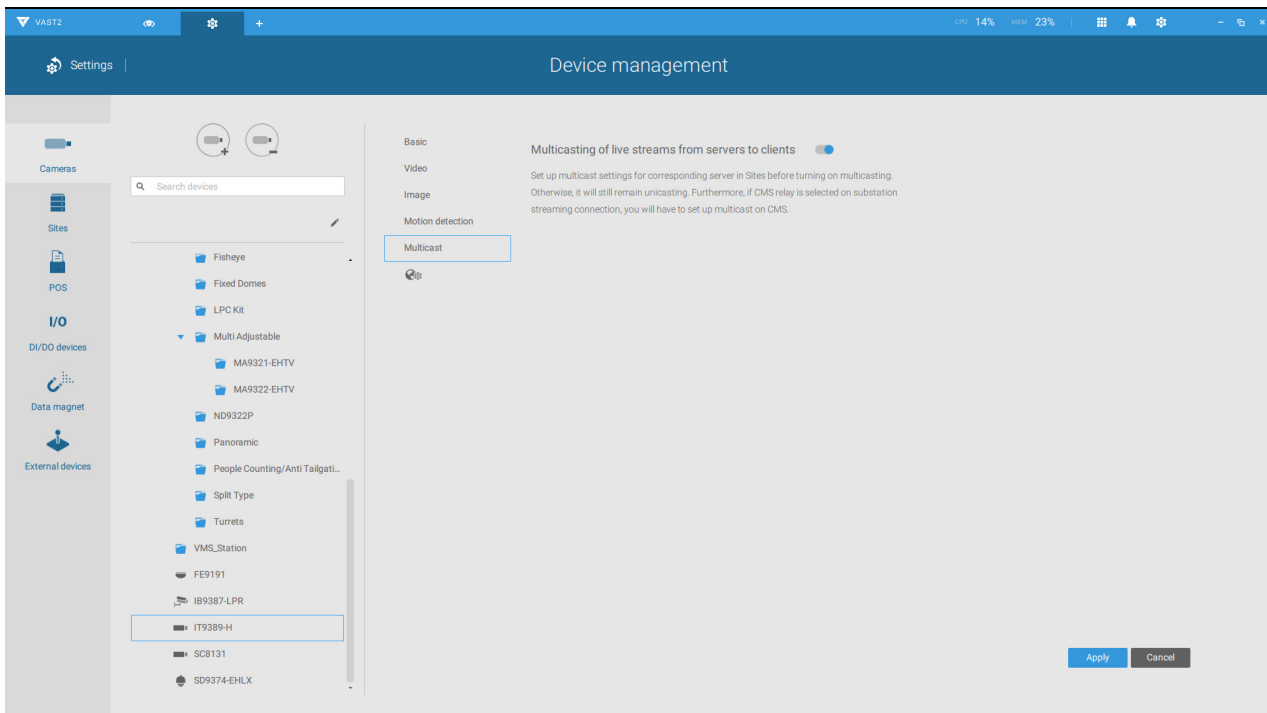 VAST2
+
CPU 14% MEM 23%
Settings
Device management
Cameras
Sites
POS
I/O
DI/DO devices
Data magnet
External devices
Search devices
Fisheye
Fixed Domes
LPC Kit
Multi Adjustable
MA9321-EHTV
MA9322-EHTV
ND9322P
Panoramic
People Counting/Anti Tailgati...
Split Type
Turrets
VMS_Station
FE9191
IB9387-LPR
IT9389-H
SC8131
SD9374-EHLX
Basic
Video
Image
Motion detection
Multicast
Multicasting of live streams from servers to clients
Set up multicast settings for corresponding server in Sites before turning on multicasting.
Otherwise, it will still remain unicasting. Furthermore, if CMS relay is selected on substation
streaming connection, you will have to set up multicast on CMS.
Apply
Cancel